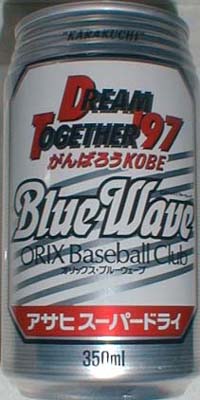 "KARAKUCHI"
DREAM
TOGETHER '97
がんばろうKOBE
Blue Wave
ORIX Baseball Club
オリックス・ブルーウェーブ
アサヒ スーパードライ
350ml